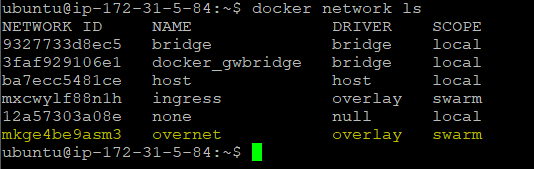 ubuntu@ip-172-31-5-84:~$ docker network ls
NETWORK ID     NAME              DRIVER    SCOPE
9327733d8ec5   bridge            bridge    local
3faf929106e1   docker_gwbridge   bridge    local
ba7ecc5481ce   host              host      local
mxcwylf88n1h   ingress           overlay   swarm
12a57303a08e   none              null      local
mkge4be9asm3   overnet           overlay   swarm
ubuntu@ip-172-31-5-84:~$